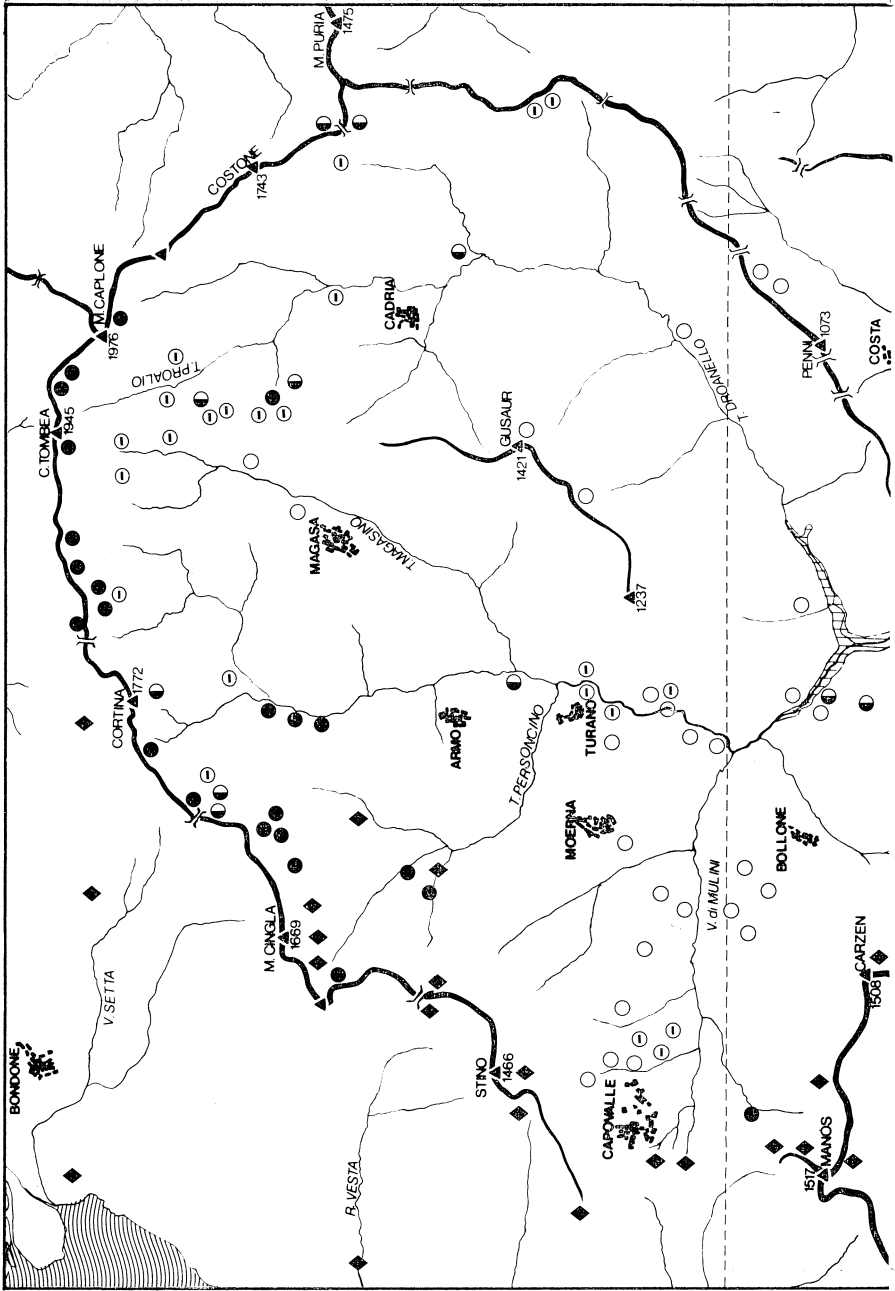 BONDONE
V. SETTA
R. VESTA
CAPOVALLE
STINO
1466
M. CINGLA
1669
CORTINA
1772
C. TOMBEA
1945
M. CAPLONE
1976
COSTONE
1743
M. PURIA
1475
T. PROALIO
CADRIA
MAGASA
T. MAGASINO
GUSAUR
1421
1237
ARMO
T. PERSONCINO
TURANO
MOERNA
V. di MULINI
BOLLONE
T. DROANELLO
PENNI
1073
COSTA
CARZEN
1508
MANÓS
1517